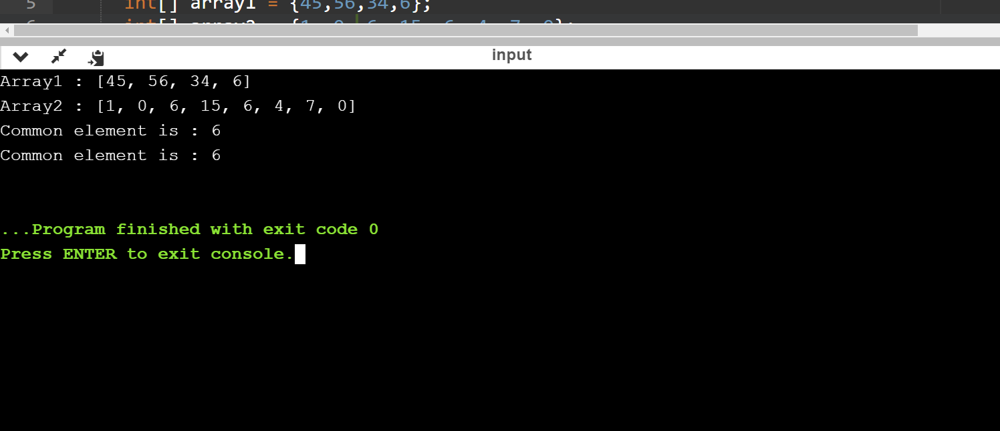 5 int[] array1 = {45,56,34,6};
input
Array1 : [45, 56, 34, 6]
Array2 : [1, 0, 6, 15, 6, 4, 7, 0]
Common element is : 6
Common element is : 6
...Program finished with exit code 0
Press ENTER to exit console.